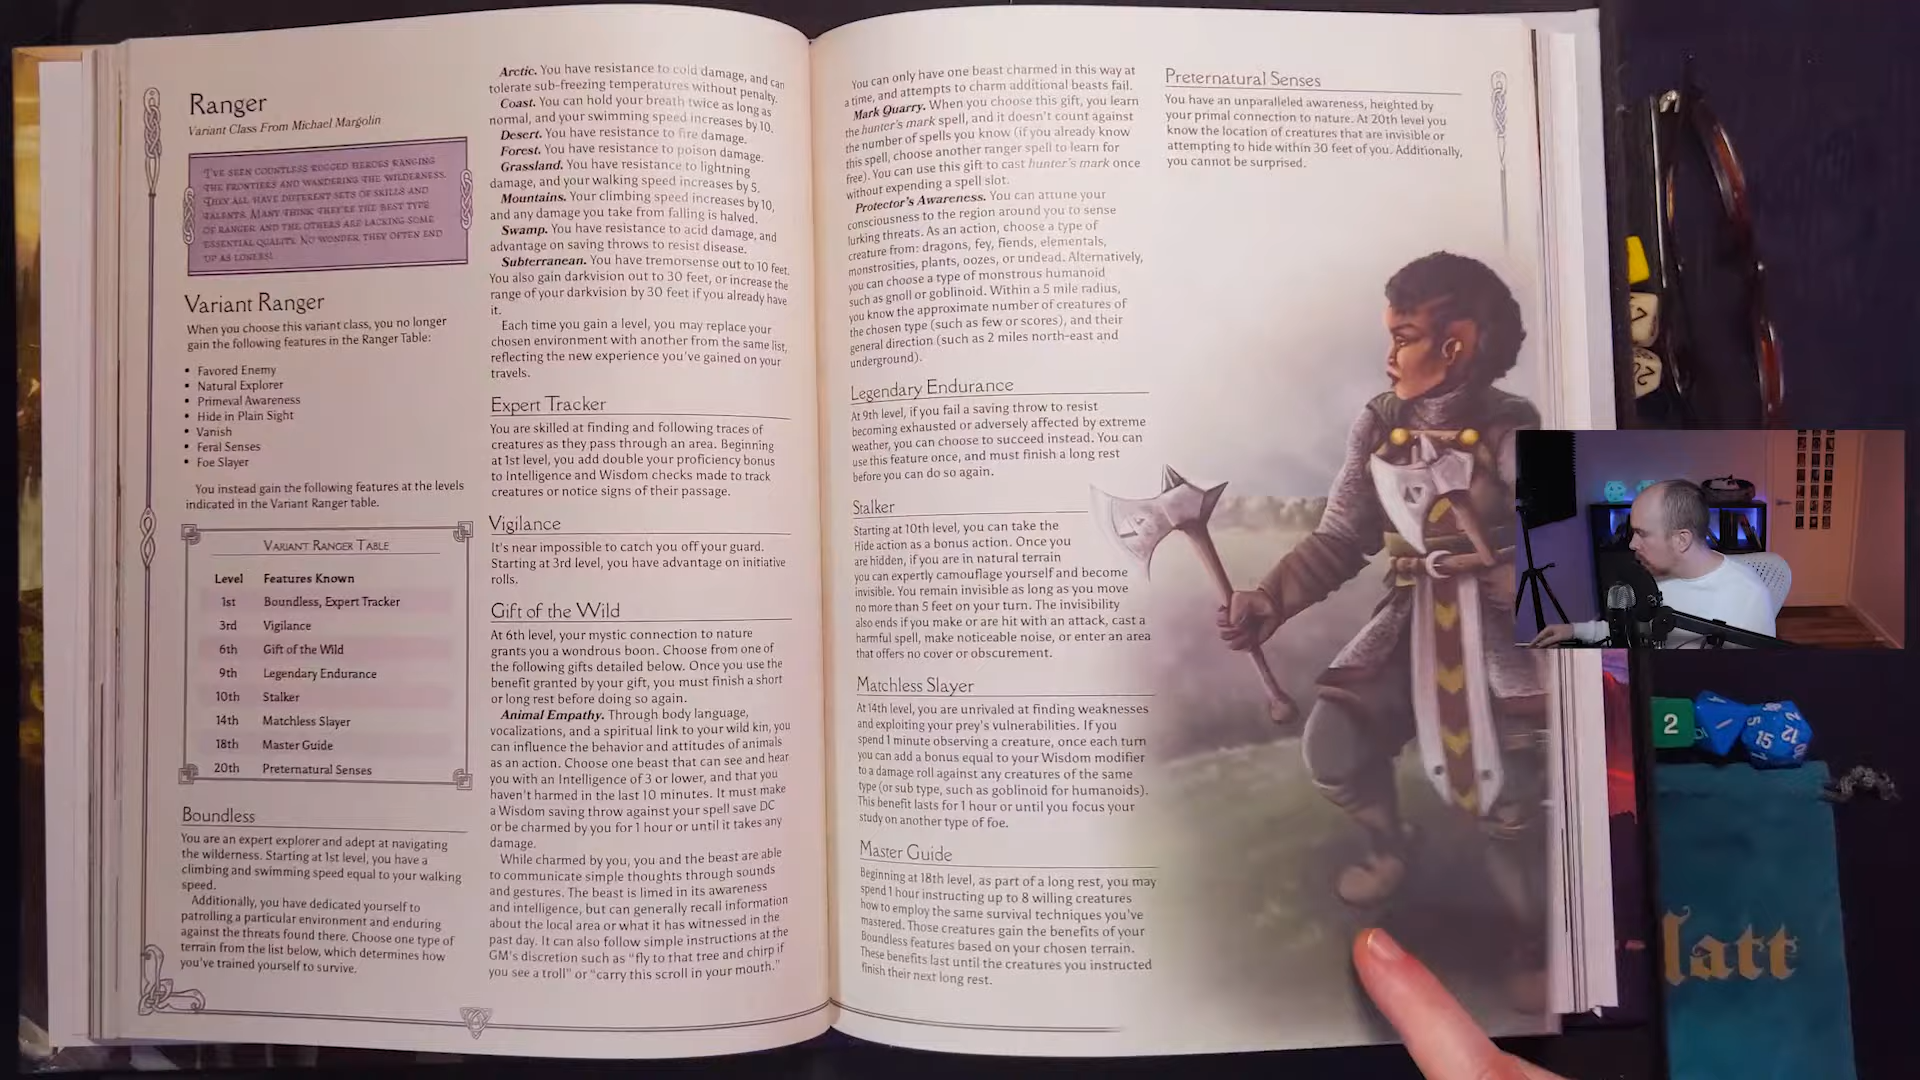 Ranger
Variant Class From Michael Margolin
I'VE SEEN COUNTLESS RUGGED HEROES RANGING
THE FRONTIERS AND WANDERING THE WILDERNESS.
THEY ALL HAVE DIFFERENT SETS OF SKILLS AND
TALENTS. MANY THINK THEY'RE THE BEST TYPE
OF RANGER AND THE OTHERS ARE LACKING SOME
ESSENTIAL QUALITY. NO WONDER THEY OFTEN END
UP AS LONERS!
Variant Ranger
When you choose this variant class, you no longer
gain the following features in the Ranger Table:
• Favored Enemy
• Natural Explorer
• Primeval Awareness
• Hide in Plain Sight
• Vanish
• Feral Senses
• Foe Slayer
You instead gain the following features at the levels
indicated in the Variant Ranger table.
VARIANT RANGER TABLE
Level Features Known
1st Boundless, Expert Tracker
3rd Vigilance
6th Gift of the Wild
9th Legendary Endurance
10th Stalker
14th Matchless Slayer
18th Master Guide
20th Preternatural Senses
Boundless
You are an expert explorer and adept at navigating
the wilderness. Starting at 1st level, you have a
climbing and swimming speed equal to your walking
speed.
Additionally, you have dedicated yourself to
patrolling a particular environment and enduring
against the threats found there. Choose one type of
terrain from the list below, which determines how
you've trained yourself to survive.
Arctic. You have resistance to cold damage, and can
tolerate sub-freezing temperatures without penalty.
Coast. You can hold your breath twice as long as
normal, and your swimming speed increases by 10.
Desert. You have resistance to fire damage.
Forest. You have resistance to poison damage.
Grassland. You have resistance to lightning
damage, and your walking speed increases by 5.
Mountains. Your climbing speed increases by 10,
and any damage you take from falling is halved.
Swamp. You have resistance to acid damage, and
advantage on saving throws to resist disease.
Subterranean. You have tremorsense out to 10 feet.
You also gain darkvision out to 30 feet, or increase the
range of your darkvision by 30 feet if you already have
it.
Each time you gain a level, you may replace your
chosen environment with another from the same list,
reflecting the new experience you've gained on your
travels.
Expert Tracker
You are skilled at finding and following traces of
creatures as they pass through an area. Beginning
at 1st level, you add double your proficiency bonus
to Intelligence and Wisdom checks made to track
creatures or notice signs of their passage.
Vigilance
It's near impossible to catch you off your guard.
Starting at 3rd level, you have advantage on initiative
rolls.
Gift of the Wild
At 6th level, your mystic connection to nature
grants you a wondrous boon. Choose from one of
the following gifts detailed below. Once you use the
benefit granted by your gift, you must finish a short
or long rest before doing so again.
Animal Empathy. Through body language,
vocalizations, and a spiritual link to your wild kin, you
can influence the behavior and attitudes of animals
as an action. Choose one beast that can see and hear
you with an Intelligence of 3 or lower, and that you
haven't harmed in the last 10 minutes. It must make
a Wisdom saving throw against your spell save DC
or be charmed by you for 1 hour or until it takes any
damage.
While charmed by you, you and the beast are able
to communicate simple thoughts through sounds
and gestures. The beast is limed in its awareness
and intelligence, but can generally recall information
about the local area or what it has witnessed in the
past day. It can also follow simple instructions at the
GM's discretion such as "fly to that tree and chirp if
you see a troll" or "carry this scroll in your mouth."
You can only have one beast charmed in this way at
a time, and attempts to charm additional beasts fail.
Mark Quarry. When you choose this gift, you learn
the hunter's mark spell, and it doesn't count against
the number of spells you know (if you already know
this spell, choose another ranger spell to learn for
free). You can use this gift to cast hunter's mark once
without expending a spell slot.
Protector's Awareness. You can attune your
consciousness to the region around you to sense
lurking threats. As an action, choose a type of
creature from: dragons, fey, fiends, elementals,
monstrosities, plants, oozes, or undead. Alternatively,
you can choose a type of monstrous humanoid
such as gnoll or goblinoid. Within a 5 mile radius,
you know the approximate number of creatures of
the chosen type (such as few or scores), and their
general direction (such as 2 miles north-east and
underground).
Legendary Endurance
At 9th level, if you fail a saving throw to resist
becoming exhausted or adversely affected by extreme
weather, you can choose to succeed instead. You can
use this feature once, and must finish a long rest
before you can do so again.
Stalker
Starting at 10th level, you can take the
Hide action as a bonus action. Once you
are hidden, if you are in natural terrain
you can expertly camouflage yourself and become
invisible. You remain invisible as long as you move
no more than 5 feet on your turn. The invisibility
also ends if you make or are hit with an attack, cast a
harmful spell, make noticeable noise, or enter an area
that offers no cover or obscurement.
Matchless Slayer
At 14th level, you are unrivaled at finding weaknesses
and exploiting your prey's vulnerabilities. If you
spend 1 minute observing a creature, once each turn
you can add a bonus equal to your Wisdom modifier
to a damage roll against any creatures of the same
type (or sub type, such as goblinoid for humanoids).
This benefit lasts for 1 hour or until you focus your
study on another type of foe.
Master Guide
Beginning at 18th level, as part of a long rest, you may
spend 1 hour instructing up to 8 willing creatures
how to employ the same survival techniques you've
mastered. Those creatures gain the benefits of your
Boundless features based on your chosen terrain.
These benefits last until the creatures you instructed
finish their next long rest.
Preternatural Senses
You have an unparalleled awareness, heighted by
your primal connection to nature. At 20th level you
know the location of creatures that are invisible or
attempting to hide within 30 feet of you. Additionally,
you cannot be surprised.
2
15
12
latt